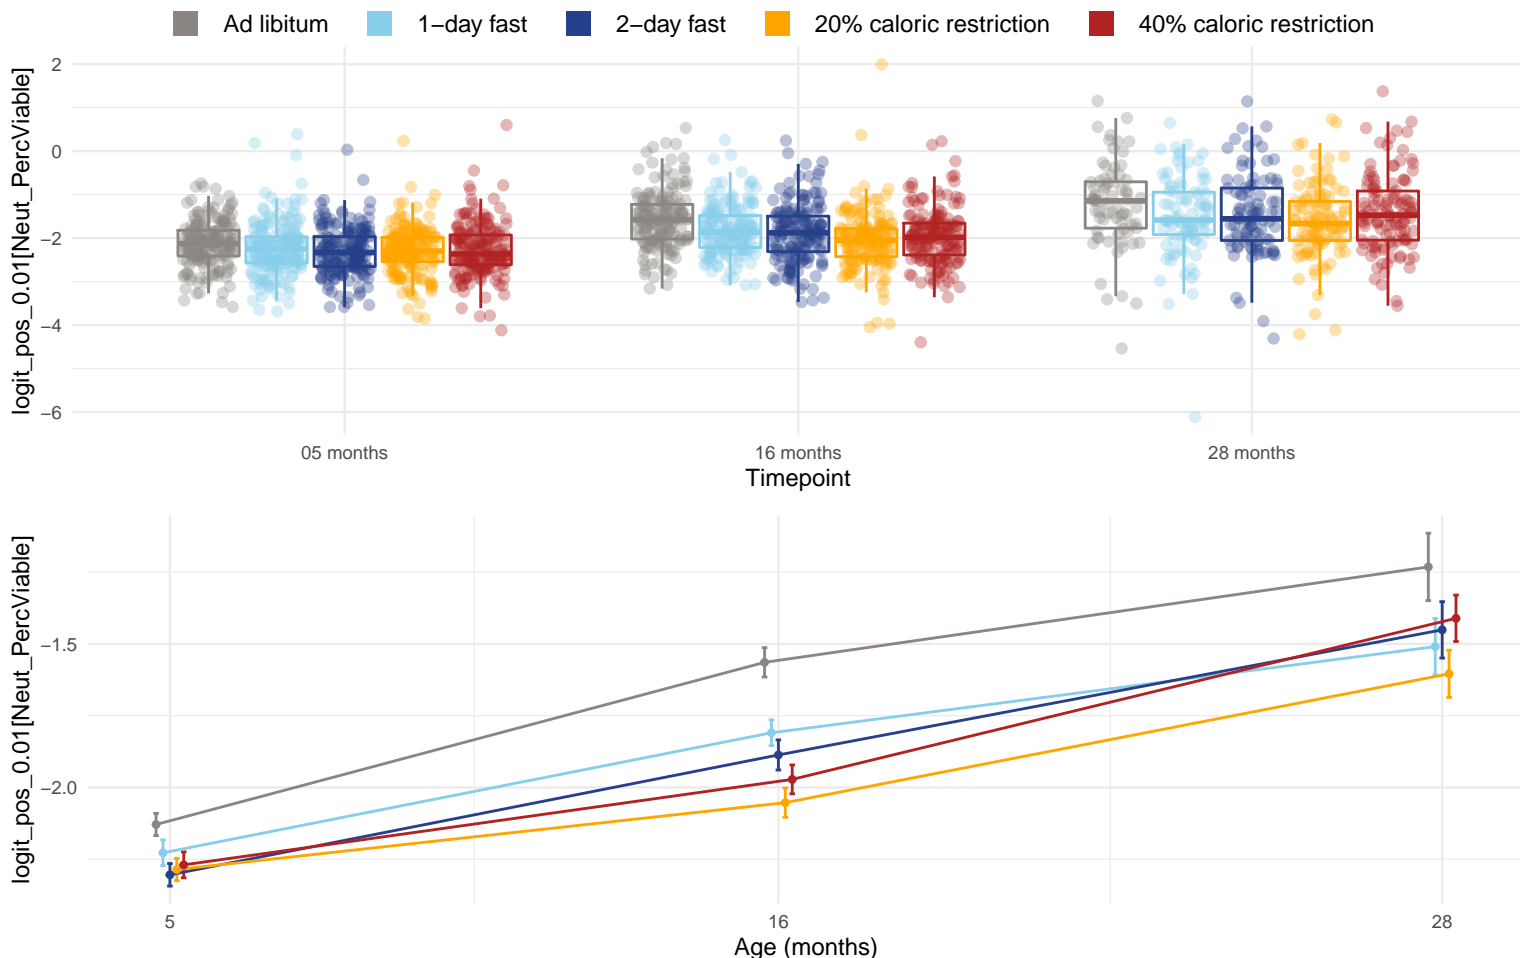 Ad libitum 1−day fast 2−day fast 20% caloric restriction 40% caloric restriction
logit_pos_0.01[Neut_PercViable]
2
0
−2
−4
−6
05 months 16 months 28 months
Timepoint
logit_pos_0.01[Neut_PercViable]
−1.5
−2.0
5 16 28
Age (months)